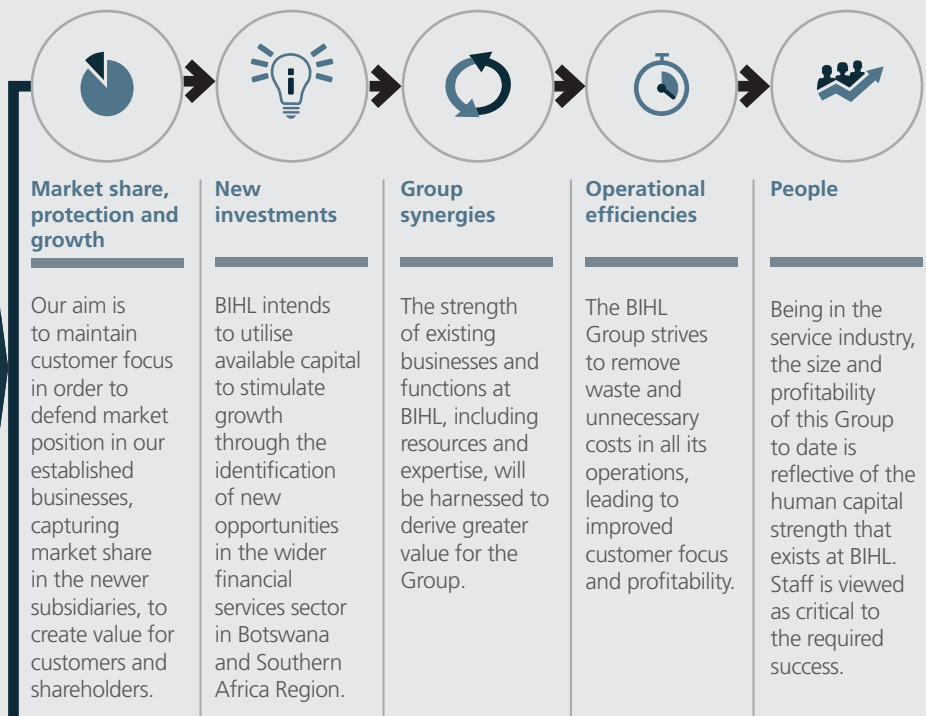 Market share,
protection and
growth
Our aim is
to maintain
customer focus
in order to
defend market
position in our
established
businesses,
capturing
market share
in the newer
subsidiaries, to
create value for
customers and
shareholders.
New
investments
BIHL intends
to utilise
available capital
to stimulate
growth
through the
identification
of new
opportunities
in the wider
financial
services sector
in Botswana
and Southern
Africa Region.
Group
synergies
The strength
of existing
businesses and
functions at
BIHL, including
resources and
expertise, will
be harnessed to
derive greater
value for the
Group.
Operational
efficiencies
The BIHL
Group strives
to remove
waste and
unnecessary
costs in all its
operations,
leading to
improved
customer focus
and profitability.
People
Being in the
service industry,
the size and
profitability
of this Group
to date is
reflective of the
human capital
strength that
exists at BIHL.
Staff is viewed
as critical to
the required
success.